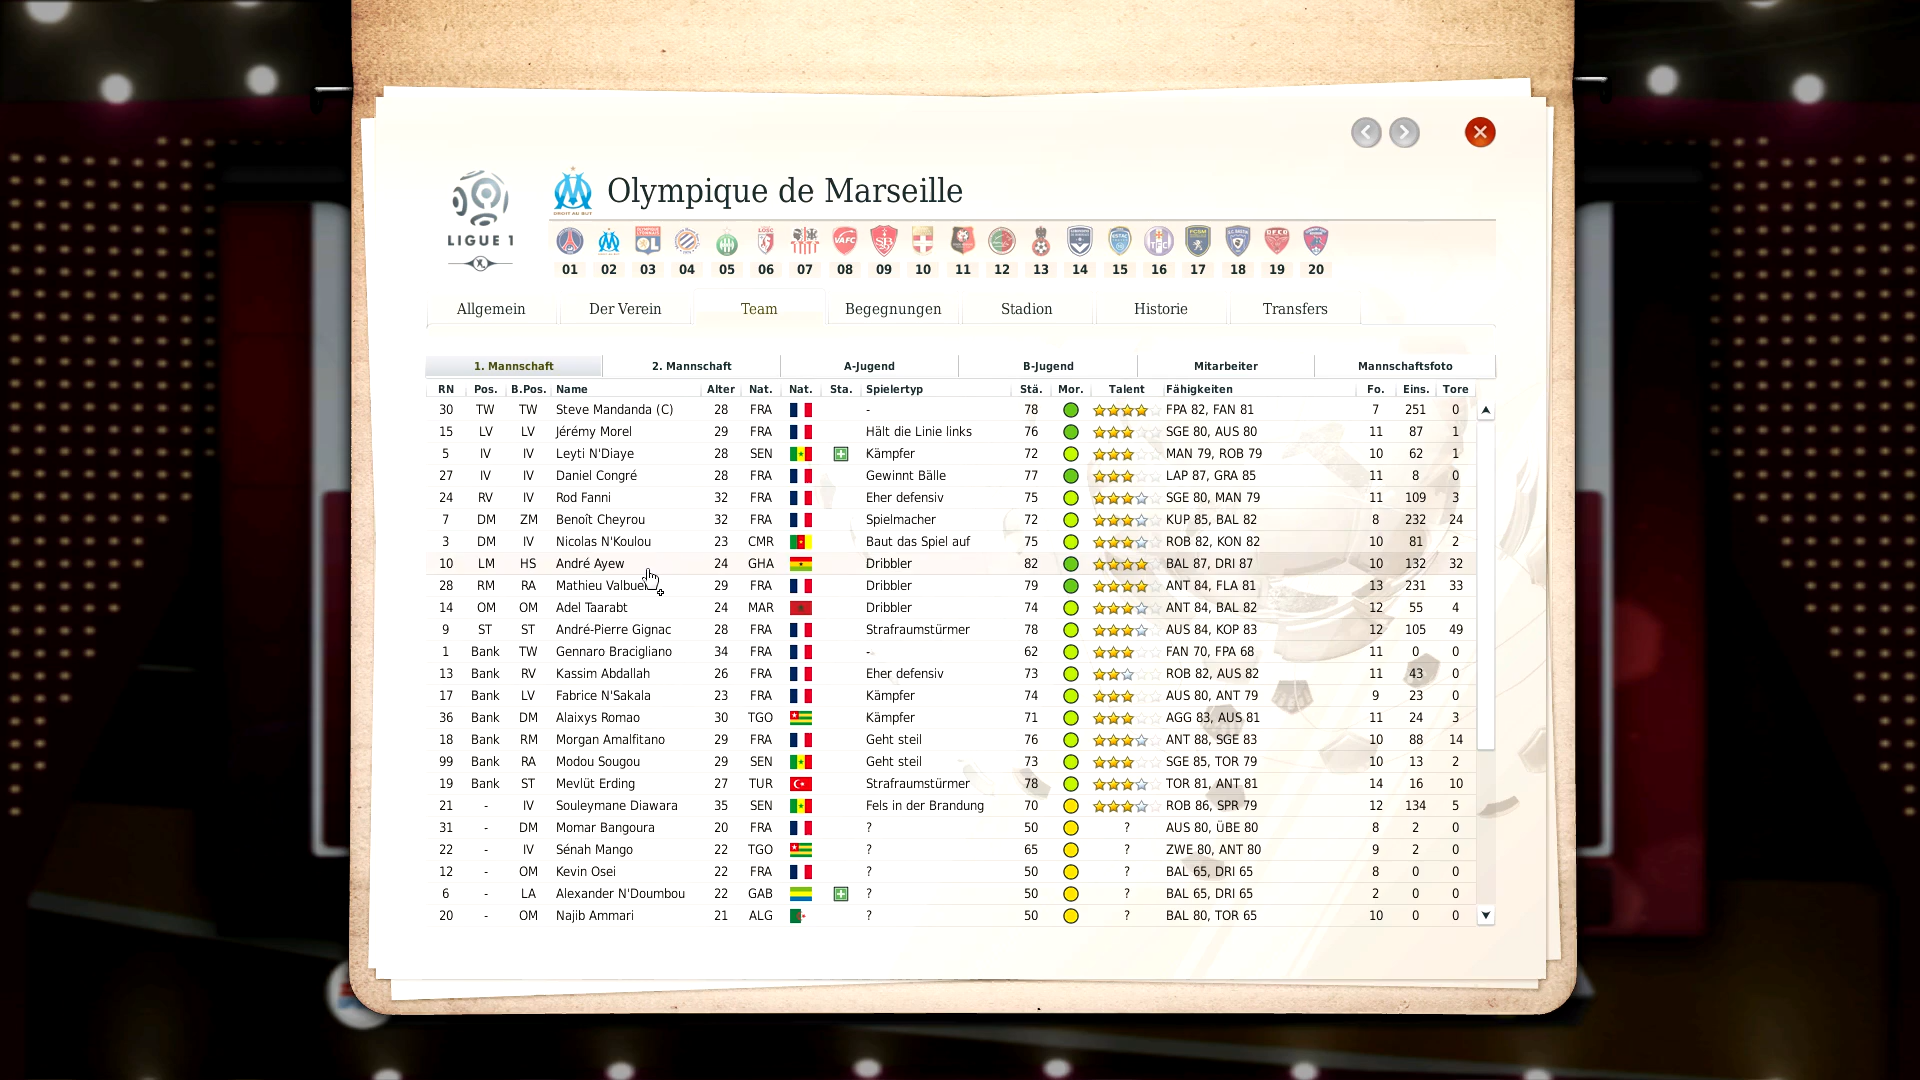 Olympique de Marseille
LIGUE 1
01 02 03 04 05 06 07 08 09 10 11 12 13 14 15 16 17 18 19 20
Allgemein Der Verein Team Begegnungen Stadion Historie Transfers
1. Mannschaft 2. Mannschaft A-Jugend B-Jugend Mitarbeiter Mannschaftsfoto
RN Pos. B.Pos. Name Alter Nat. Nat. Sta. Spielertyp Stä. Mor. Talent Fähigkeiten Fo. Eins. Tore
30 TW TW Steve Mandanda (C) 28 FRA - 78 FPA 82, FAN 81 7 251 0
15 LV LV Jérémy Morel 29 FRA Hält die Linie links 76 SGE 80, AUS 80 11 87 1
5 IV IV Leyti N'Diaye 28 SEN Kämpfer 72 MAN 79, ROB 79 10 62 1
27 IV IV Daniel Congré 28 FRA Gewinnt Bälle 77 LAP 87, GRA 85 11 8 0
24 RV IV Rod Fanni 32 FRA Eher defensiv 75 SGE 80, MAN 79 11 109 3
7 DM ZM Benoît Cheyrou 32 FRA Spielmacher 72 KUP 85, BAL 82 8 232 24
3 DM IV Nicolas N'Koulou 23 CMR Baut das Spiel auf 75 ROB 82, KON 82 10 81 2
10 LM HS André Ayew 24 GHA Dribbler 82 BAL 87, DRI 87 10 132 32
28 RM RA Mathieu Valbuena 29 FRA Dribbler 79 ANT 84, FLA 81 13 231 33
14 OM OM Adel Taarabt 24 MAR Dribbler 74 ANT 84, BAL 82 12 55 4
9 ST ST André-Pierre Gignac 28 FRA Strafraumstürmer 78 AUS 84, KOP 83 12 105 49
1 Bank TW Gennaro Bracigliano 34 FRA - 62 FAN 70, FPA 68 11 0 0
13 Bank RV Kassim Abdallah 26 FRA Eher defensiv 73 ROB 82, AUS 82 11 43 0
17 Bank LV Fabrice N'Sakala 23 FRA Kämpfer 74 AUS 80, ANT 79 9 23 0
36 Bank DM Alaixys Romao 30 TGO Kämpfer 71 AGG 83, AUS 81 11 24 3
18 Bank RM Morgan Amalfitano 29 FRA Geht steil 76 ANT 88, SGE 83 10 88 14
99 Bank RA Modou Sougou 29 SEN Geht steil 73 SGE 85, TOR 79 10 13 2
19 Bank ST Mevlüt Erding 27 TUR Strafraumstürmer 78 TOR 81, ANT 81 14 16 10
21 - IV Souleymane Diawara 35 SEN Fels in der Brandung 70 ROB 86, SPR 79 12 134 5
31 - DM Momar Bangoura 20 FRA ? 50 ? AUS 80, ÜBE 80 8 2 0
22 - IV Sénah Mango 22 TGO ? 65 ? ZWE 80, ANT 80 9 2 0
12 - OM Kevin Osei 22 FRA ? 50 ? BAL 65, DRI 65 8 0 0
6 - LA Alexander N'Doumbou 22 GAB ? 50 ? BAL 65, DRI 65 2 0 0
20 - OM Najib Ammari 21 ALG ? 50 ? BAL 80, TOR 65 10 0 0